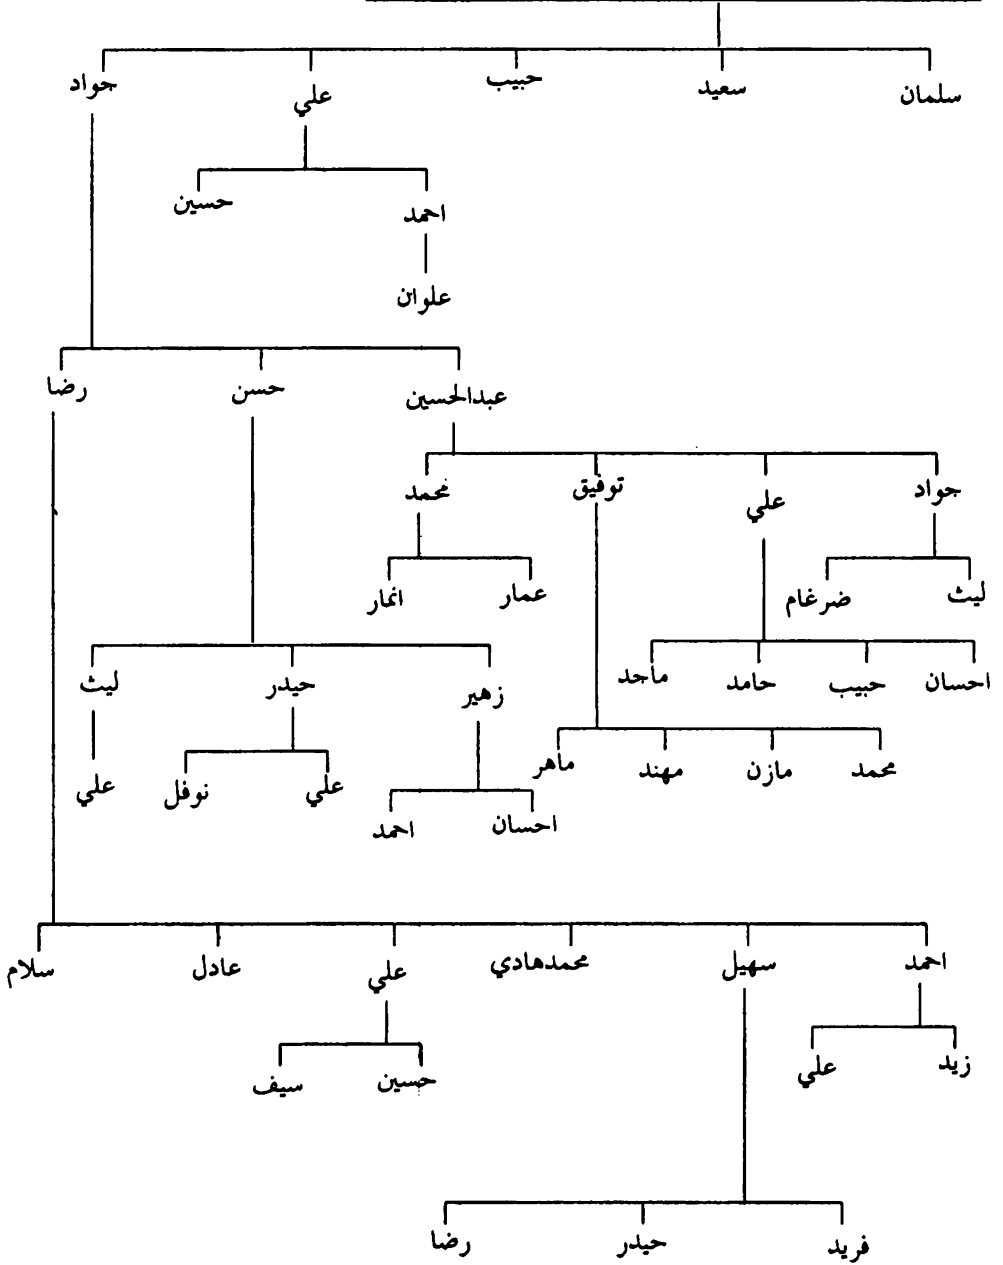 سلمان سعيد حبيب علي جواد
احمد حسين
علوان
عبدالحسين حسن رضا
جواد علي توفيق محمد
ليث ضرغام عمار انمار
احسان حبيب حامد ماجد
زهير حيدر ليث
محمد مازن مهند ماهر
علي نوفل علي
احسان احمد
احمد سهيل محمدهادي علي عادل سلام
زيد علي حسين سيف
فريد حيدر رضا